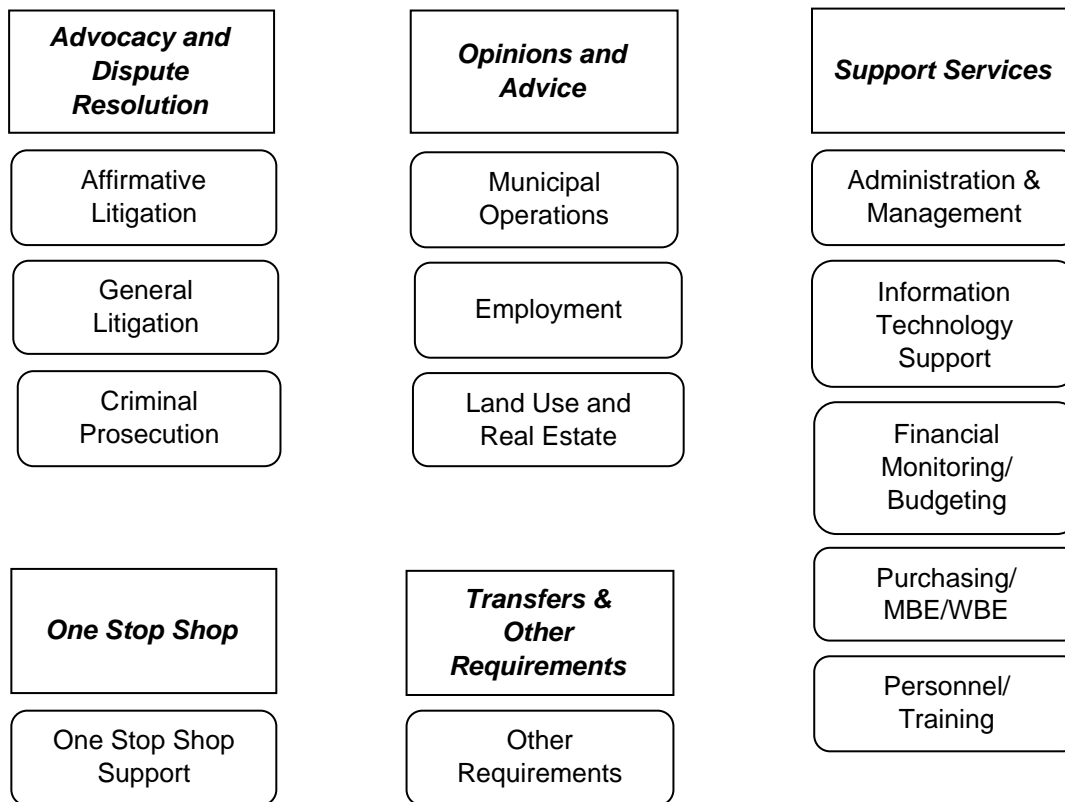 Advocacy and
Dispute
Resolution
Affirmative
Litigation
General
Litigation
Criminal
Prosecution
Opinions and
Advice
Municipal
Operations
Employment
Land Use and
Real Estate
Support Services
Administration &
Management
Information
Technology
Support
Financial
Monitoring/
Budgeting
Purchasing/
MBE/WBE
Personnel/
Training
One Stop Shop
One Stop Shop
Support
Transfers &
Other
Requirements
Other
Requirements